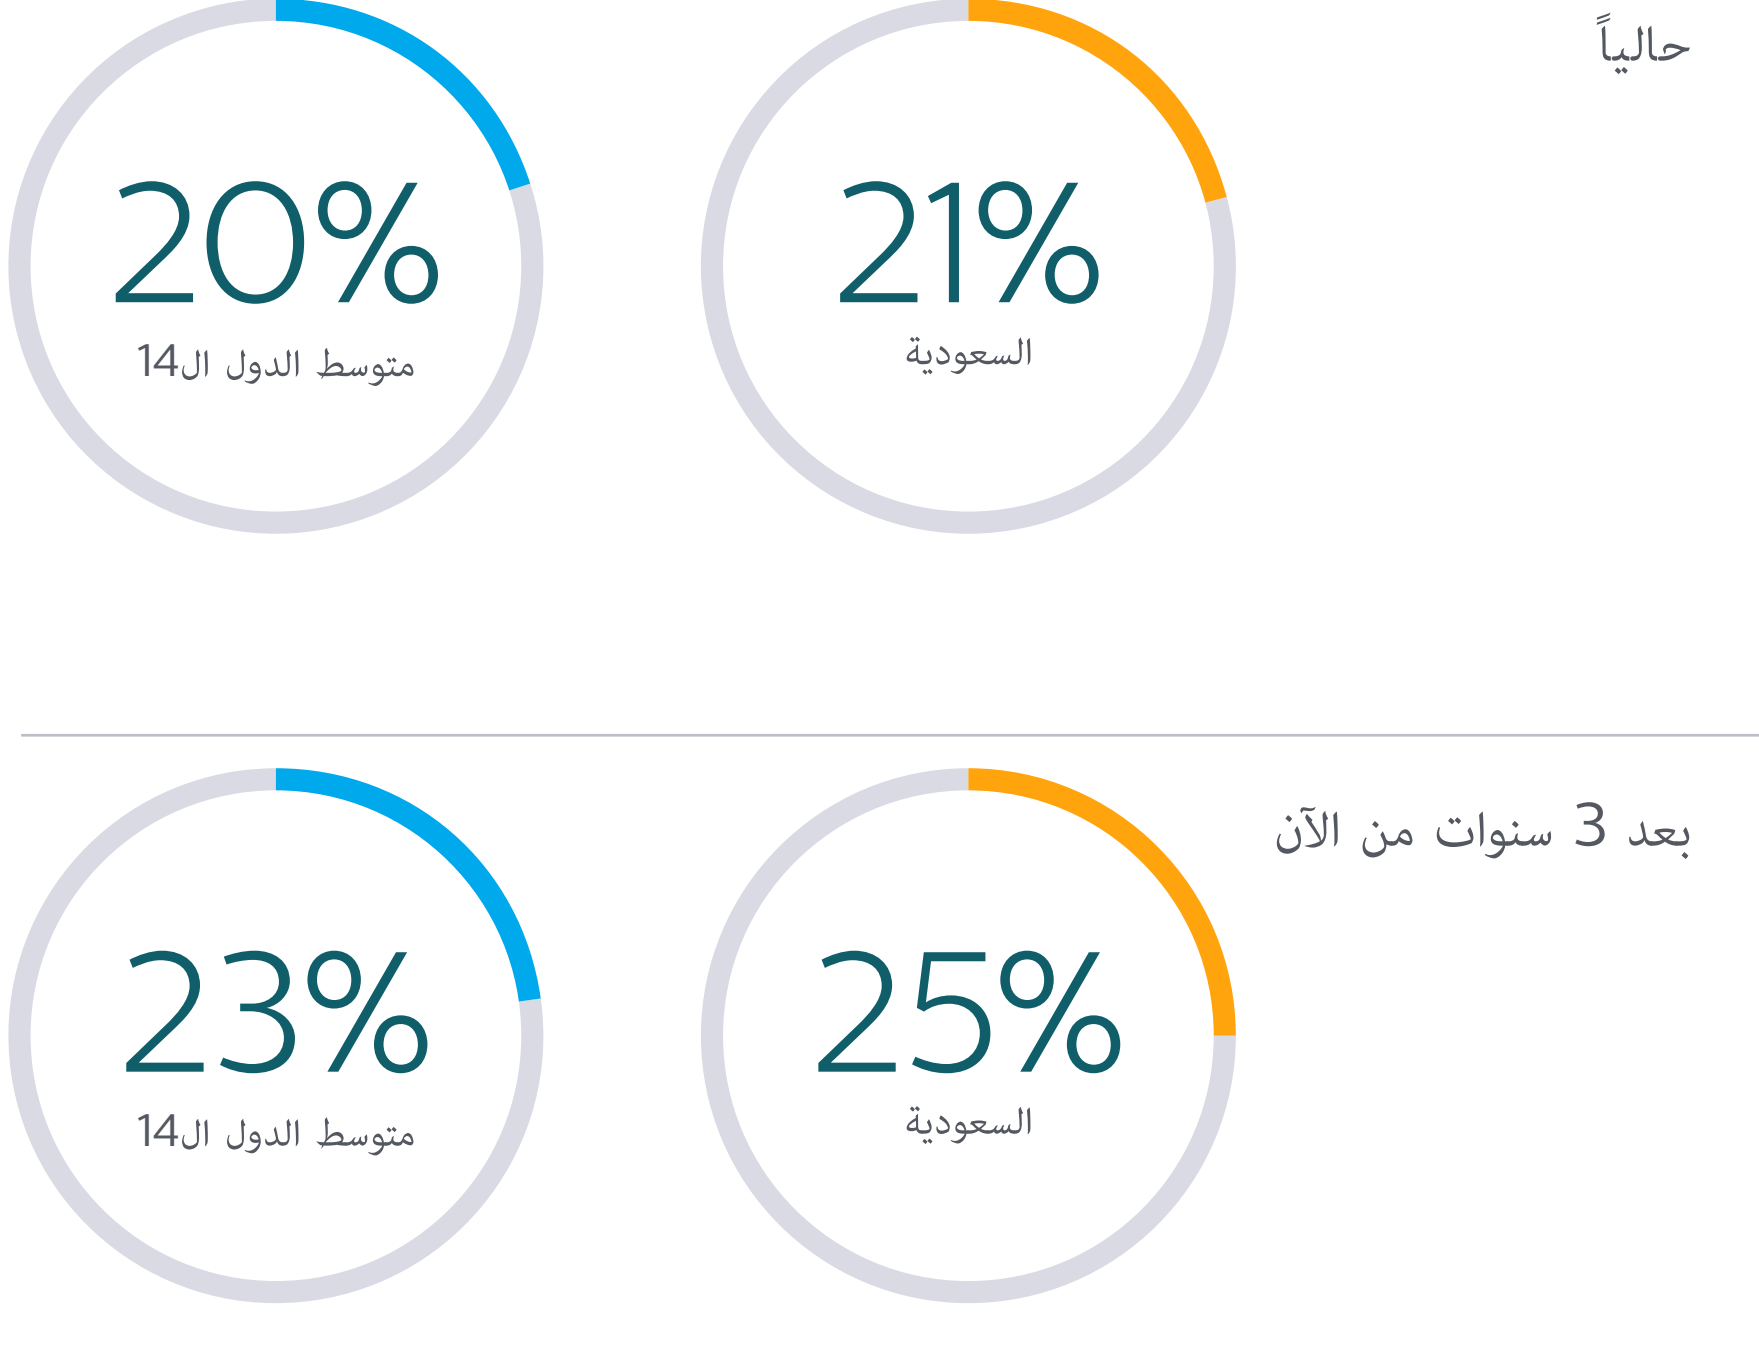 حالياً
21%
السعودية
20%
متوسط الدول ال14
بعد 3 سنوات من الآن
25%
السعودية
23%
متوسط الدول ال14